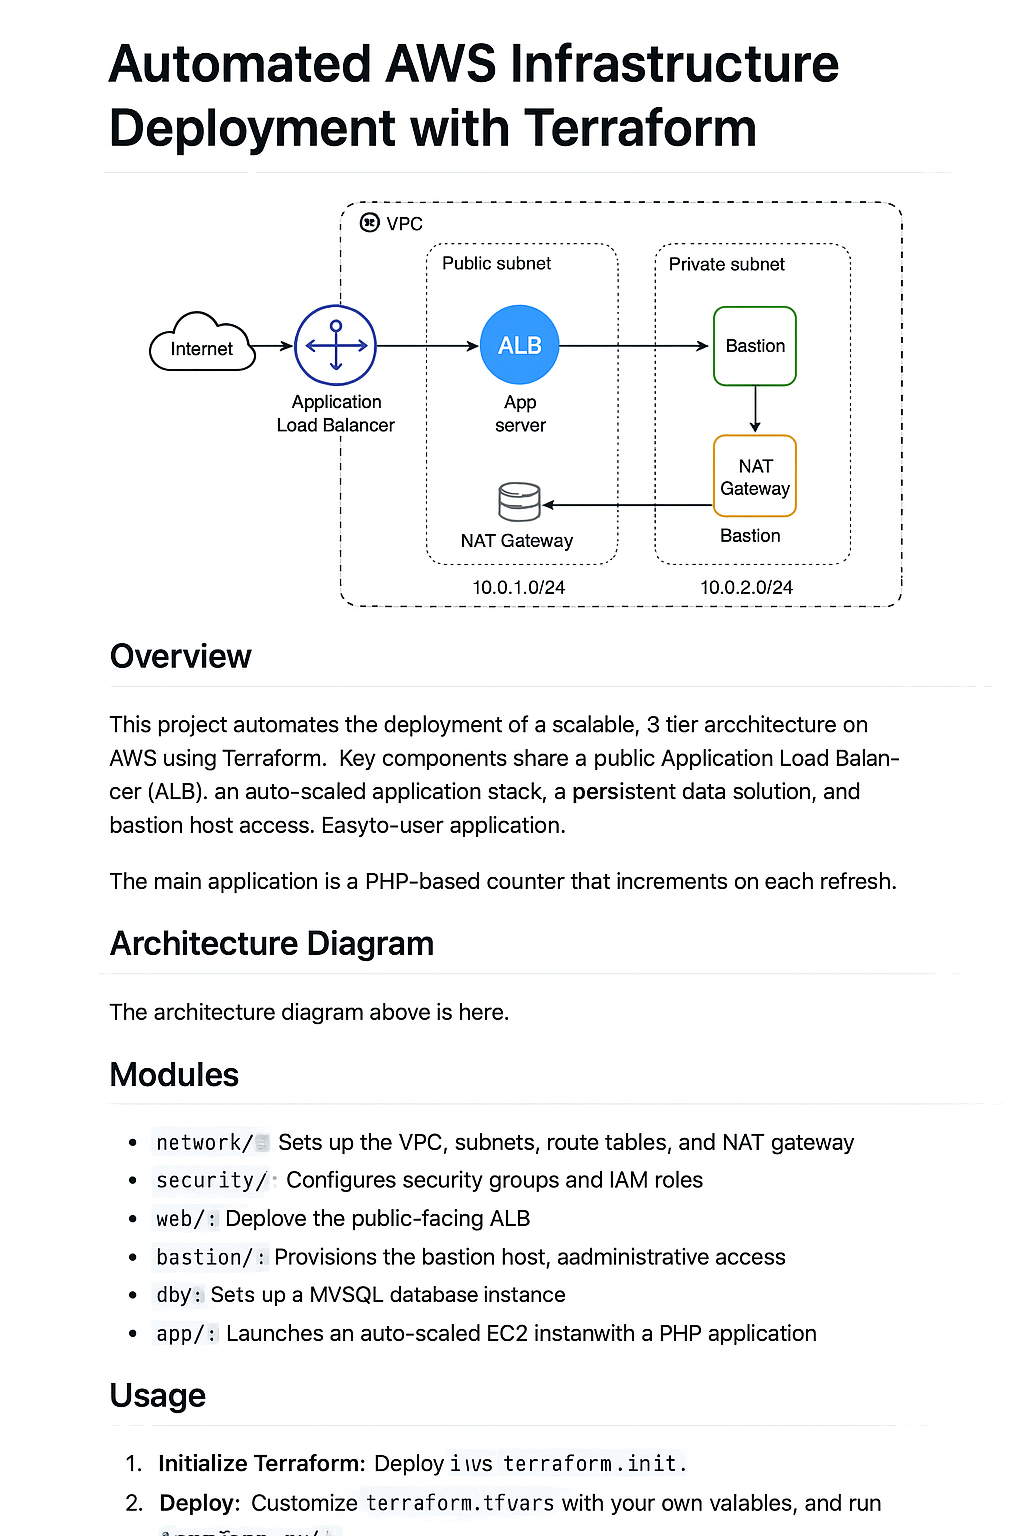 Automated AWS Infrastructure
Deployment with Terraform
VPC
Public subnet
Private subnet
Internet
ALB
Bastion
Application
Load Balancer
App
server
NAT
Gateway
NAT Gateway
Bastion
10.0.1.0/24
10.0.2.0/24
Overview
This project automates the deployment of a scalable, 3 tier arcchitecture on
AWS using Terraform. Key components share a public Application Load Balan-
cer (ALB). an auto-scaled application stack, a persistent data solution, and
bastion host access. Easyto-user application.
The main application is a PHP-based counter that increments on each refresh.
Architecture Diagram
The architecture diagram above is here.
Modules
• network/ Sets up the VPC, subnets, route tables, and NAT gateway
• security/: Configures security groups and IAM roles
• web/: Deplove the public-facing ALB
• bastion/: Provisions the bastion host, aadministrative access
• dby: Sets up a MVSQL database instance
• app/: Launches an auto-scaled EC2 instanwith a PHP application
Usage
1. Initialize Terraform: Deploy terraform.init.
2. Deploy: Customize terraform.tfvars with your own valables, and run